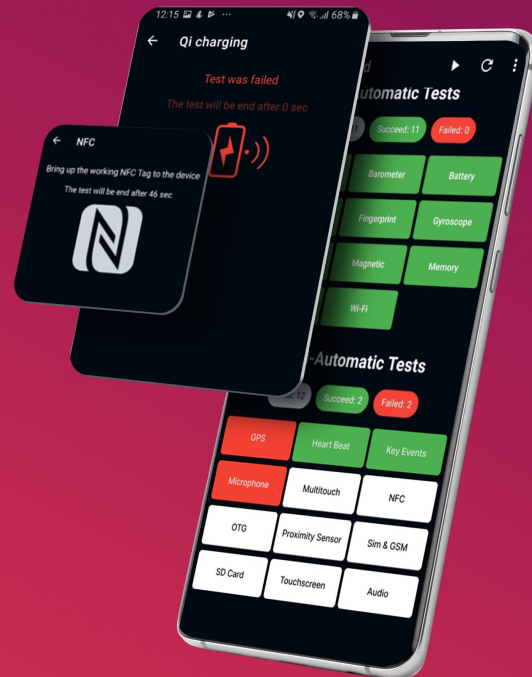 12:15 ... 68%
Qi charging
Test was failed
The test will be end after 0 sec
NFC
Bring up the working NFC Tag to the device
The test will be end after 46 sec
utomatic Tests
Succeed: 11 Failed: 0
Barometer Battery
Fingerprint Gyroscope
Magnetic Memory
Wi-Fi
-Automatic Tests
12 Succeed: 2 Failed: 2
GPS Heart Beat Key Events
Microphone Multitouch NFC
OTG Proximity Sensor Sim & GSM
SD Card Touchscreen Audio